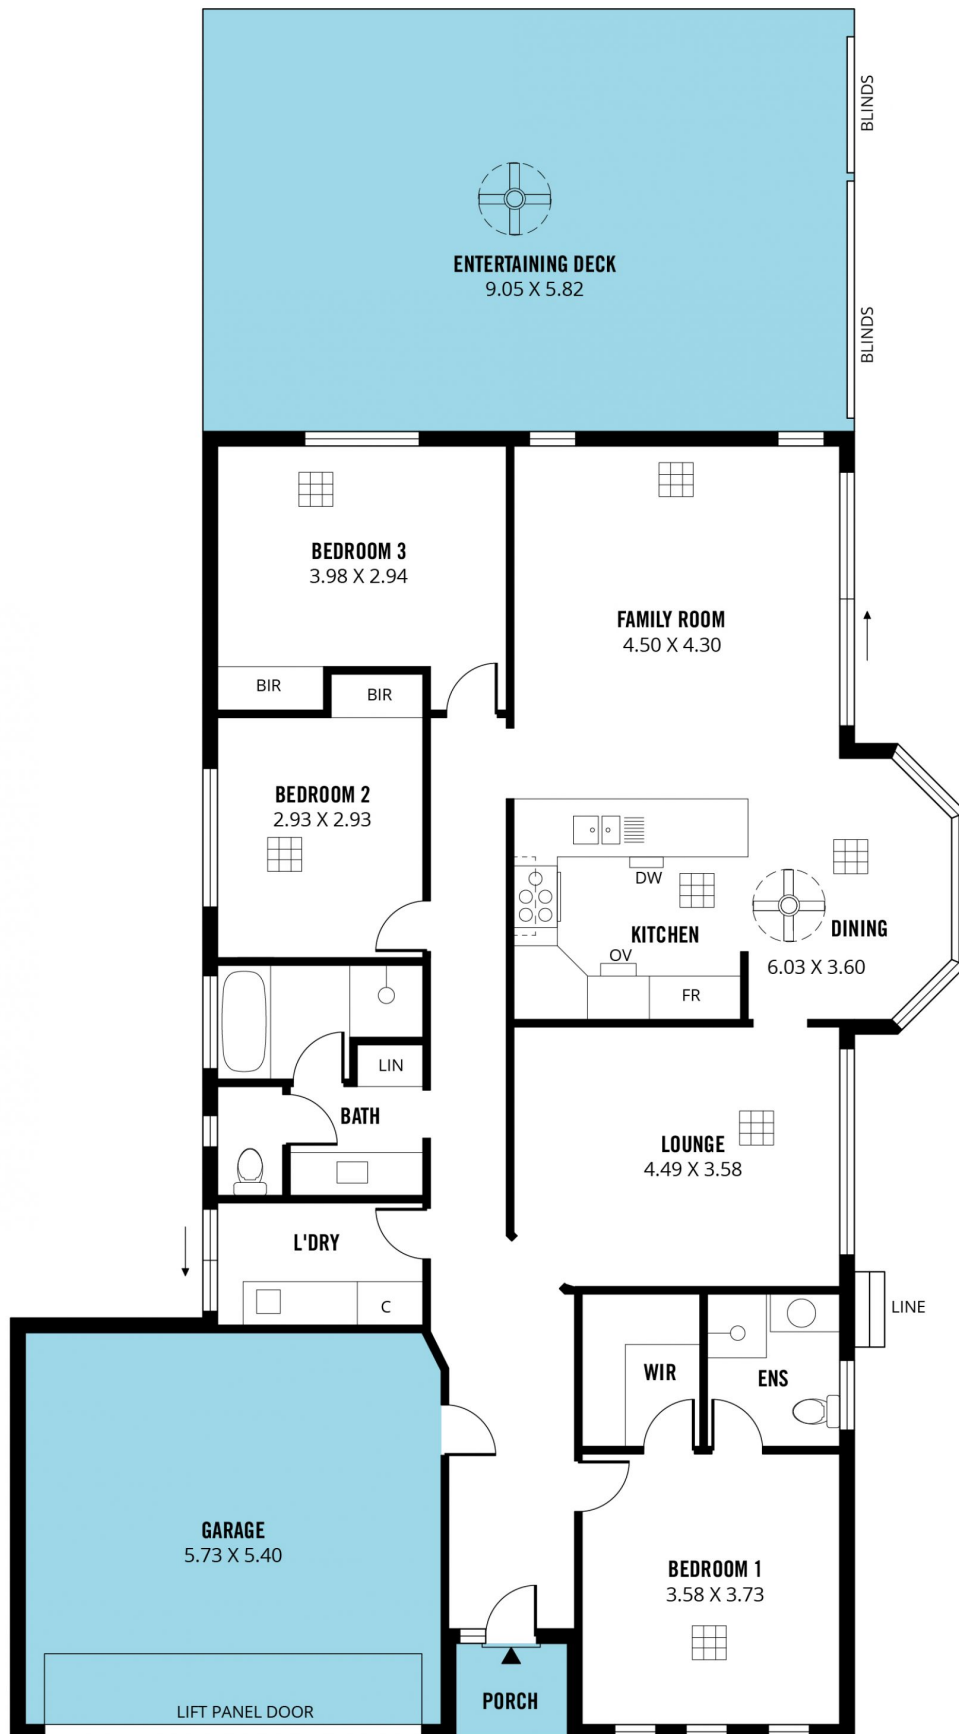 BLINDS
ENTERTAINING DECK
9.05 X 5.82
BLINDS
BEDROOM 3
3.98 X 2.94
FAMILY ROOM
4.50 X 4.30
BIR
BIR
BEDROOM 2
2.93 X 2.93
DW
KITCHEN
DINING
OV
6.03 X 3.60
FR
LIN
BATH
LOUNGE
4.49 X 3.58
L'DRY
C
LINE
WIR
ENS
GARAGE
5.73 X 5.40
BEDROOM 1
3.58 X 3.73
PORCH
LIFT PANEL DOOR